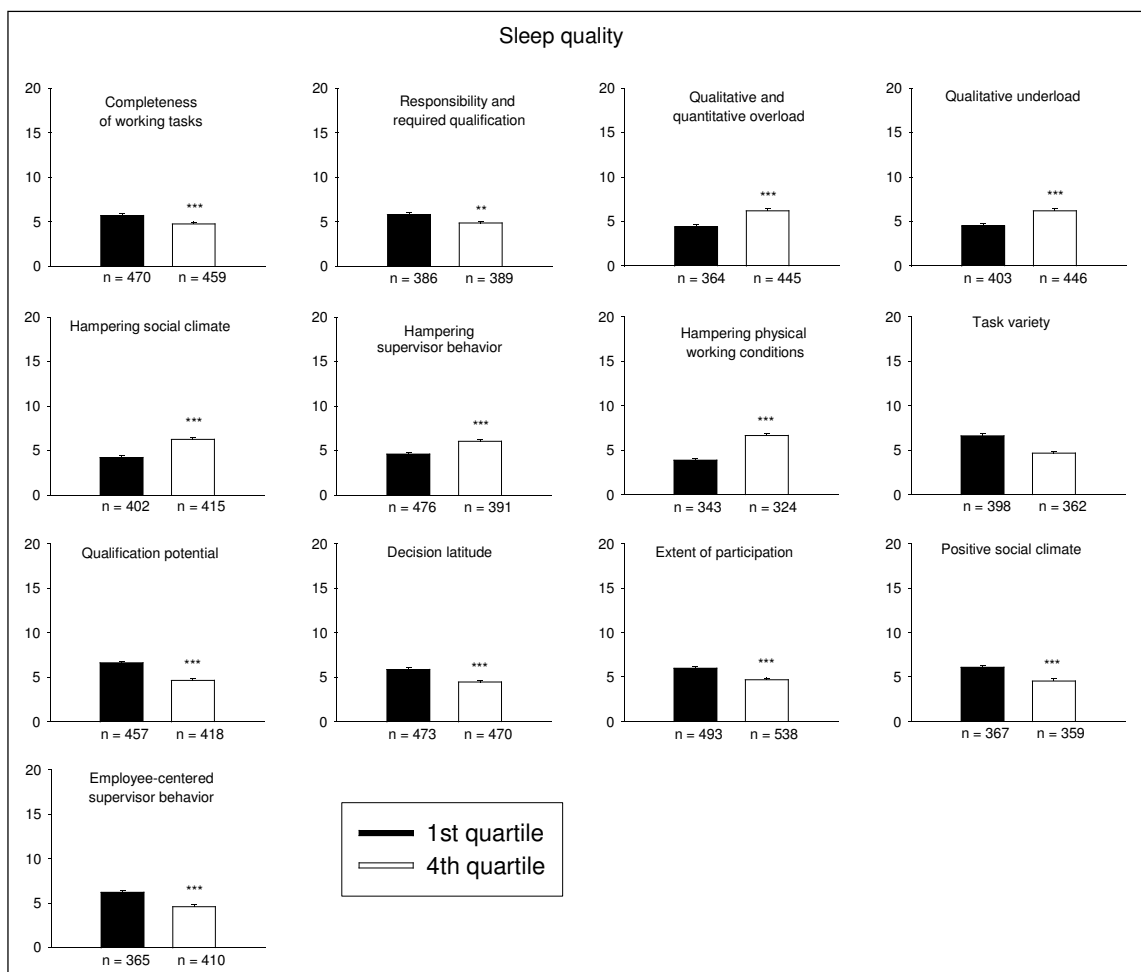 Sleep quality
20
15
10
5
0
Completeness
of working tasks
***
n = 470 n = 459
20
15
10
5
0
Responsibility and
required qualification
**
n = 386 n = 389
20
15
10
5
0
Qualitative and
quantitative overload
***
n = 364 n = 445
20
15
10
5
0
Qualitative underload
***
n = 403 n = 446
20
15
10
5
0
Hampering social climate
***
n = 402 n = 415
20
15
10
5
0
Hampering
supervisor behavior
***
n = 476 n = 391
20
15
10
5
0
Hampering physical
working conditions
***
n = 343 n = 324
20
15
10
5
0
Task variety
n = 398 n = 362
20
15
10
5
0
Qualification potential
***
n = 457 n = 418
20
15
10
5
0
Decision latitude
***
n = 473 n = 470
20
15
10
5
0
Extent of participation
***
n = 493 n = 538
20
15
10
5
0
Positive social climate
***
n = 367 n = 359
20
15
10
5
0
Employee-centered
supervisor behavior
***
n = 365 n = 410
1st quartile
4th quartile